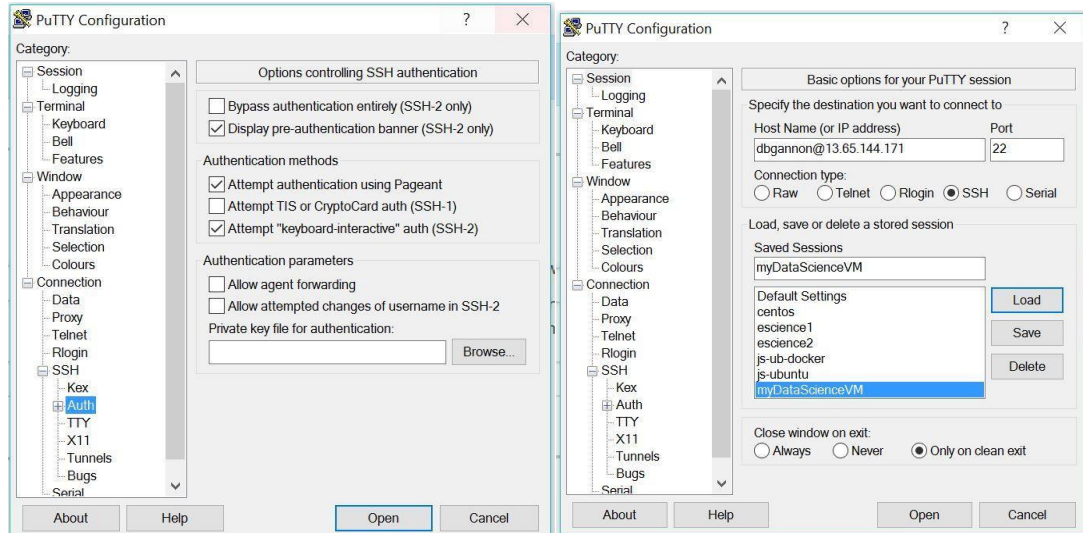 PuTTY Configuration
?
Category:
Session
Logging
Terminal
Keyboard
Bell
Features
Window
Appearance
Behaviour
Translation
Selection
Colours
Connection
Data
Proxy
Telnet
Rlogin
SSH
Kex
Auth
TTY
X11
Tunnels
Bugs
Serial
Options controlling SSH authentication
Bypass authentication entirely (SSH-2 only)
Display pre-authentication banner (SSH-2 only)
Authentication methods
Attempt authentication using Pageant
Attempt TIS or CryptoCard auth (SSH-1)
Attempt "keyboard-interactive" auth (SSH-2)
Authentication parameters
Allow agent forwarding
Allow attempted changes of username in SSH-2
Private key file for authentication:
Browse...
About Help Open Cancel
PuTTY Configuration
?
Category:
Session
Logging
Terminal
Keyboard
Bell
Features
Window
Appearance
Behaviour
Translation
Selection
Colours
Connection
Data
Proxy
Telnet
Rlogin
SSH
Kex
Auth
TTY
X11
Tunnels
Bugs
Serial
Basic options for your PuTTY session
Specify the destination you want to connect to
Host Name (or IP address) Port
dbgannon@13.65.144.171 22
Connection type:
Raw Telnet Rlogin SSH Serial
Load, save or delete a stored session
Saved Sessions
myDataScienceVM
Default Settings
centos
escience1
escience2
js-ub-docker
js-ubuntu
myDataScienceVM
Load
Save
Delete
Close window on exit:
Always Never Only on clean exit
About Help Open Cancel